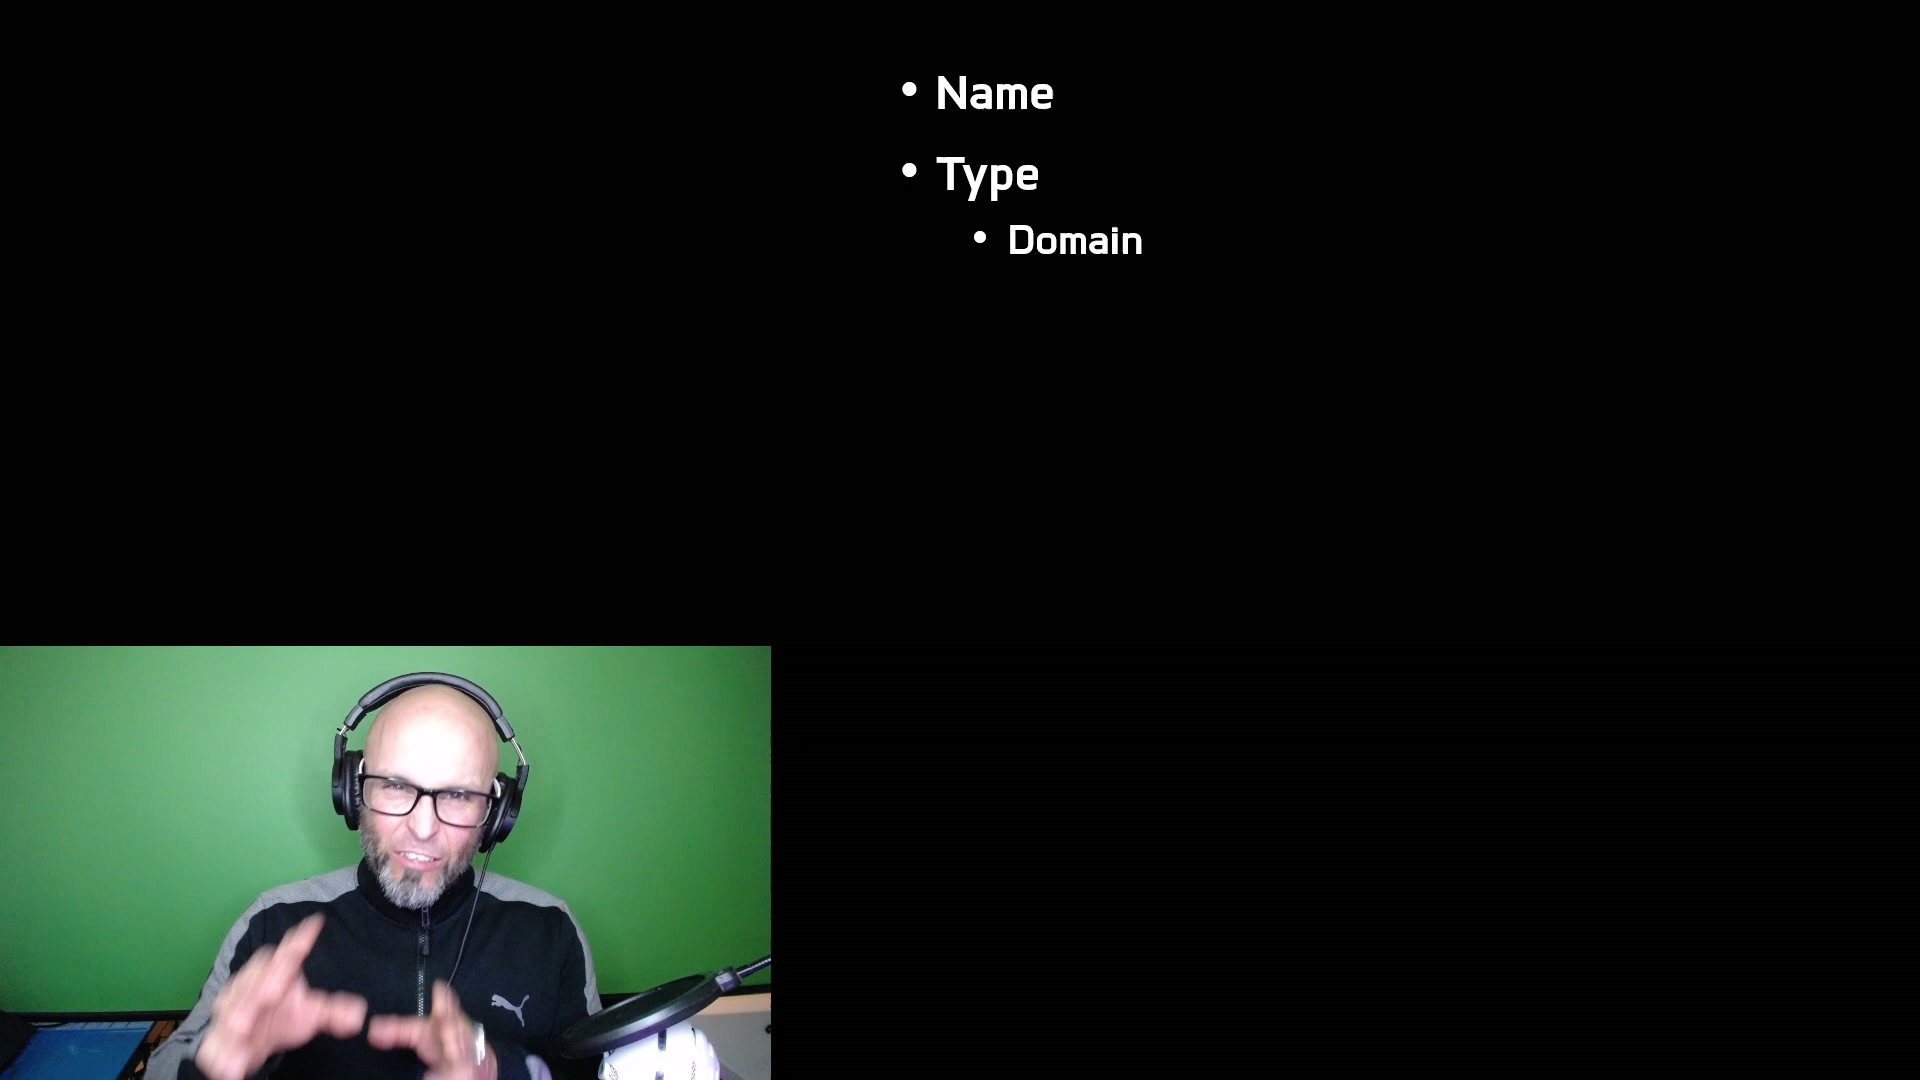 • Name
• Type
• Domain